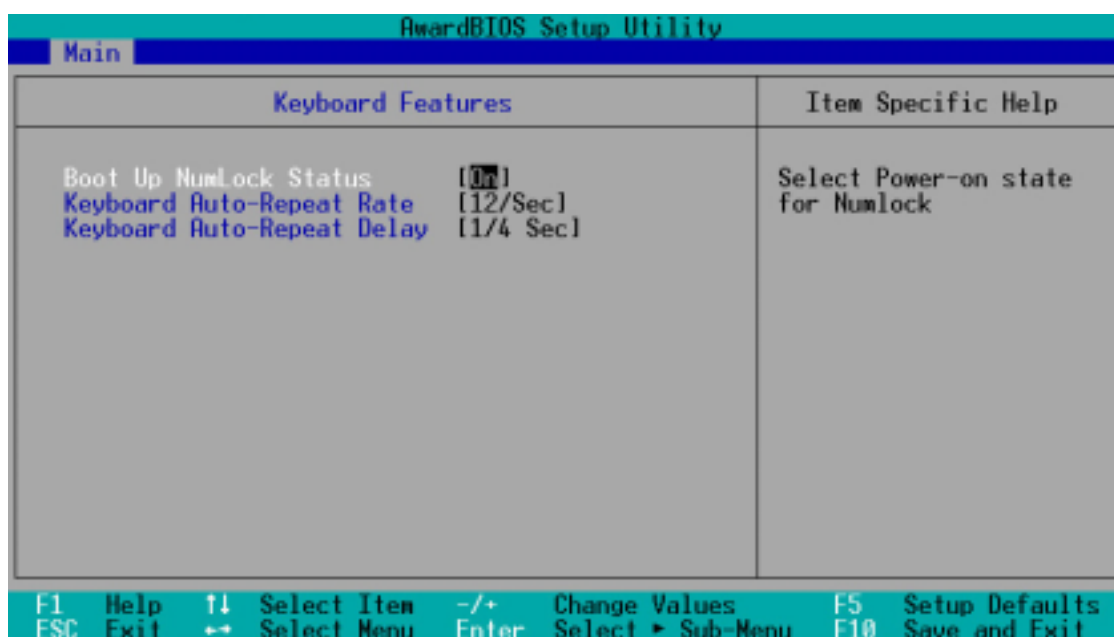 AwardBIOS Setup Utility
Main
Keyboard Features
Item Specific Help
Boot Up NumLock Status [On]
Keyboard Auto-Repeat Rate [12/Sec]
Keyboard Auto-Repeat Delay [1/4 Sec]
Select Power-on state
for Numlock
F1 Help ↑↓ Select Item -/+ Change Values F5 Setup Defaults
ESC Exit ←→ Select Menu Enter Select ► Sub-Menu F10 Save and Exit